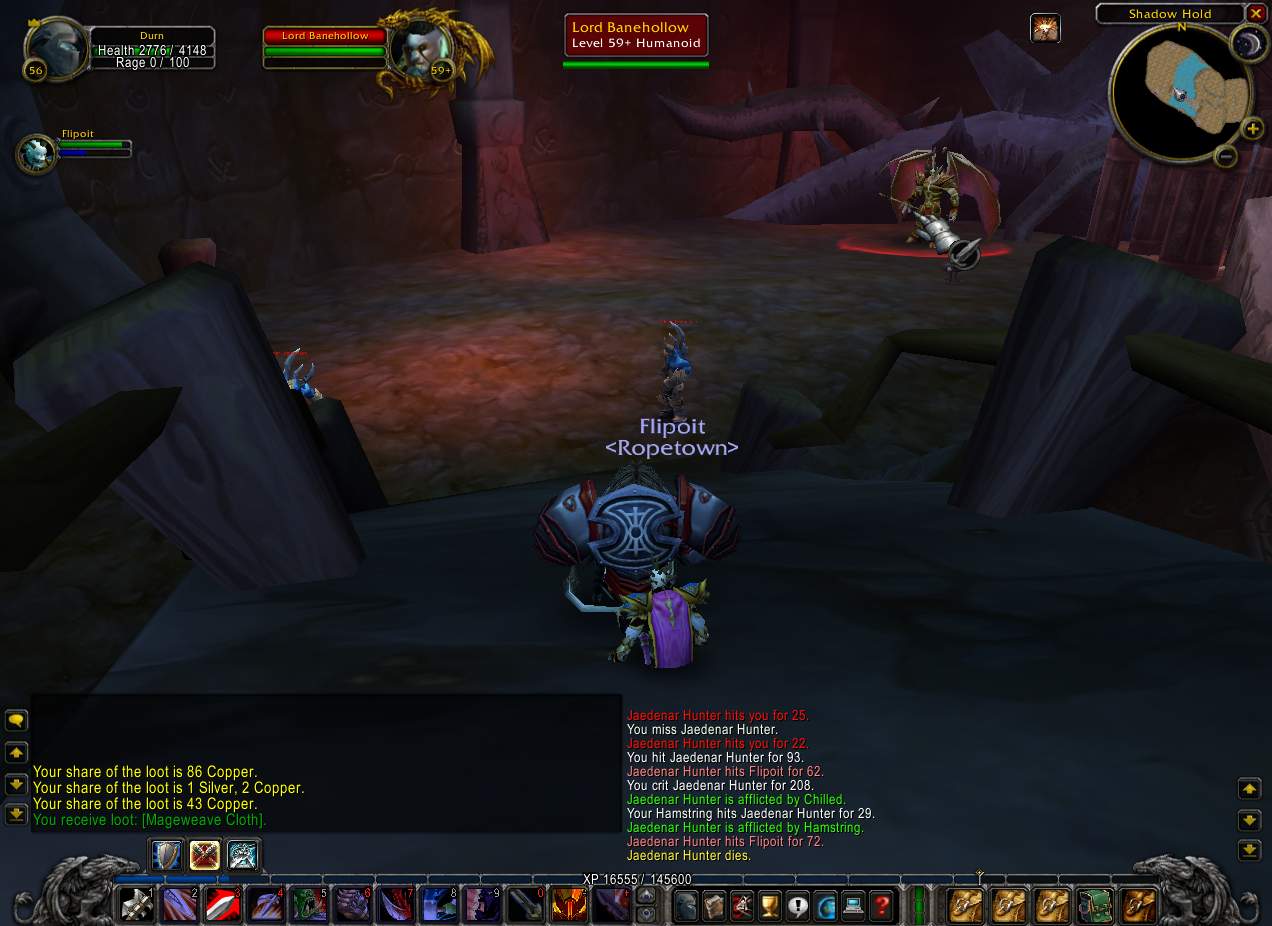 Durn
Health 2776 / 4148
Rage 0 / 100
56
Lord Banehollow
59+
Lord Banehollow
Level 59+ Humanoid
Shadow Hold
N
Flipoit
Flipoit
<Ropetown>
Your share of the loot is 86 Copper.
Your share of the loot is 1 Silver, 2 Copper.
Your share of the loot is 43 Copper.
You receive loot: [Mageweave Cloth].
Jaedenar Hunter hits you for 25.
You miss Jaedenar Hunter.
Jaedenar Hunter hits you for 22.
You hit Jaedenar Hunter for 93.
Jaedenar Hunter hits Flipoit for 62.
You crit Jaedenar Hunter for 208.
Jaedenar Hunter is afflicted by Chilled.
Your Hamstring hits Jaedenar Hunter for 29.
Jaedenar Hunter is afflicted by Hamstring.
Jaedenar Hunter hits Flipoit for 72.
Jaedenar Hunter dies.
XP 16555 / 145600
1 2 3 4 5 6 7 8 9 0 - +